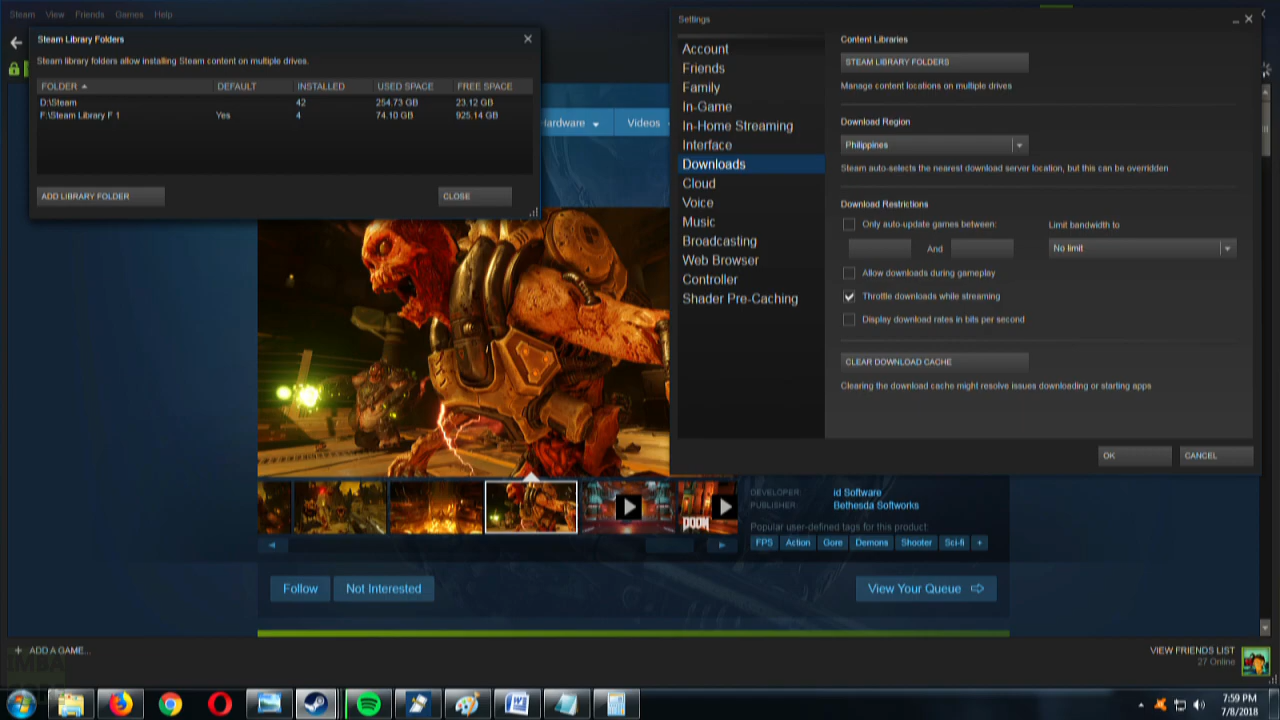 Steam View Friends Games Help
Steam Library Folders
Steam library folders allow installing Steam content on multiple drives.
FOLDER DEFAULT INSTALLED USED SPACE FREE SPACE
D:\Steam 42 254.73 GB 23.12 GB
F:\Steam Library F 1 Yes 4 74.10 GB 925.14 GB
ADD LIBRARY FOLDER CLOSE
Hardware Videos
Settings
Account
Friends
Family
In-Game
In-Home Streaming
Interface
Downloads
Cloud
Voice
Music
Broadcasting
Web Browser
Controller
Shader Pre-Caching
Content Libraries
STEAM LIBRARY FOLDERS
Manage content locations on multiple drives
Download Region
Philippines
Steam auto-selects the nearest download server location, but this can be overridden
Download Restrictions
Only auto-update games between: Limit bandwidth to
And No limit
Allow downloads during gameplay
Throttle downloads while streaming
Display download rates in bits per second
CLEAR DOWNLOAD CACHE
Clearing the download cache might resolve issues downloading or starting apps
OK CANCEL
DOOM
DEVELOPER: id Software
PUBLISHER: Bethesda Softworks
Popular user-defined tags for this product:
FPS Action Gore Demons Shooter Sci-fi +
Follow Not Interested View Your Queue
+ ADD A GAME...
VIEW FRIENDS LIST
27 Online
7:59 PM
7/8/2018